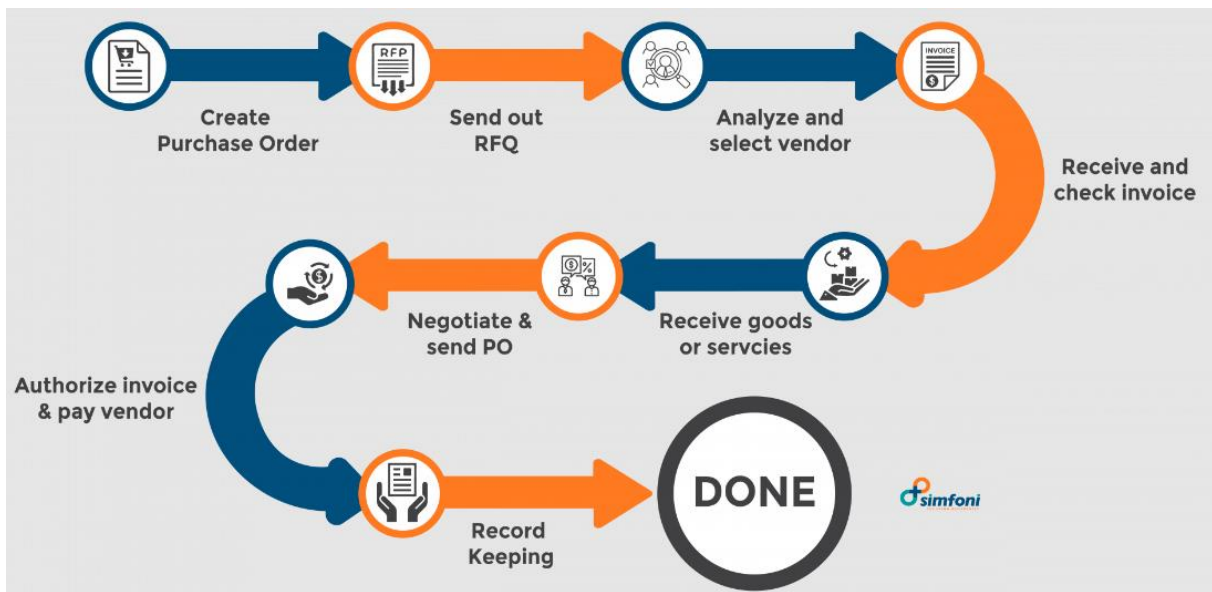 RFP
INVOICE
Create
Purchase Order
Send out
RFQ
Analyze and
select vendor
Receive and
check invoice
Receive goods
or servcies
Negotiate &
send PO
Authorize invoice
& pay vendor
Record
Keeping
DONE
simfoni